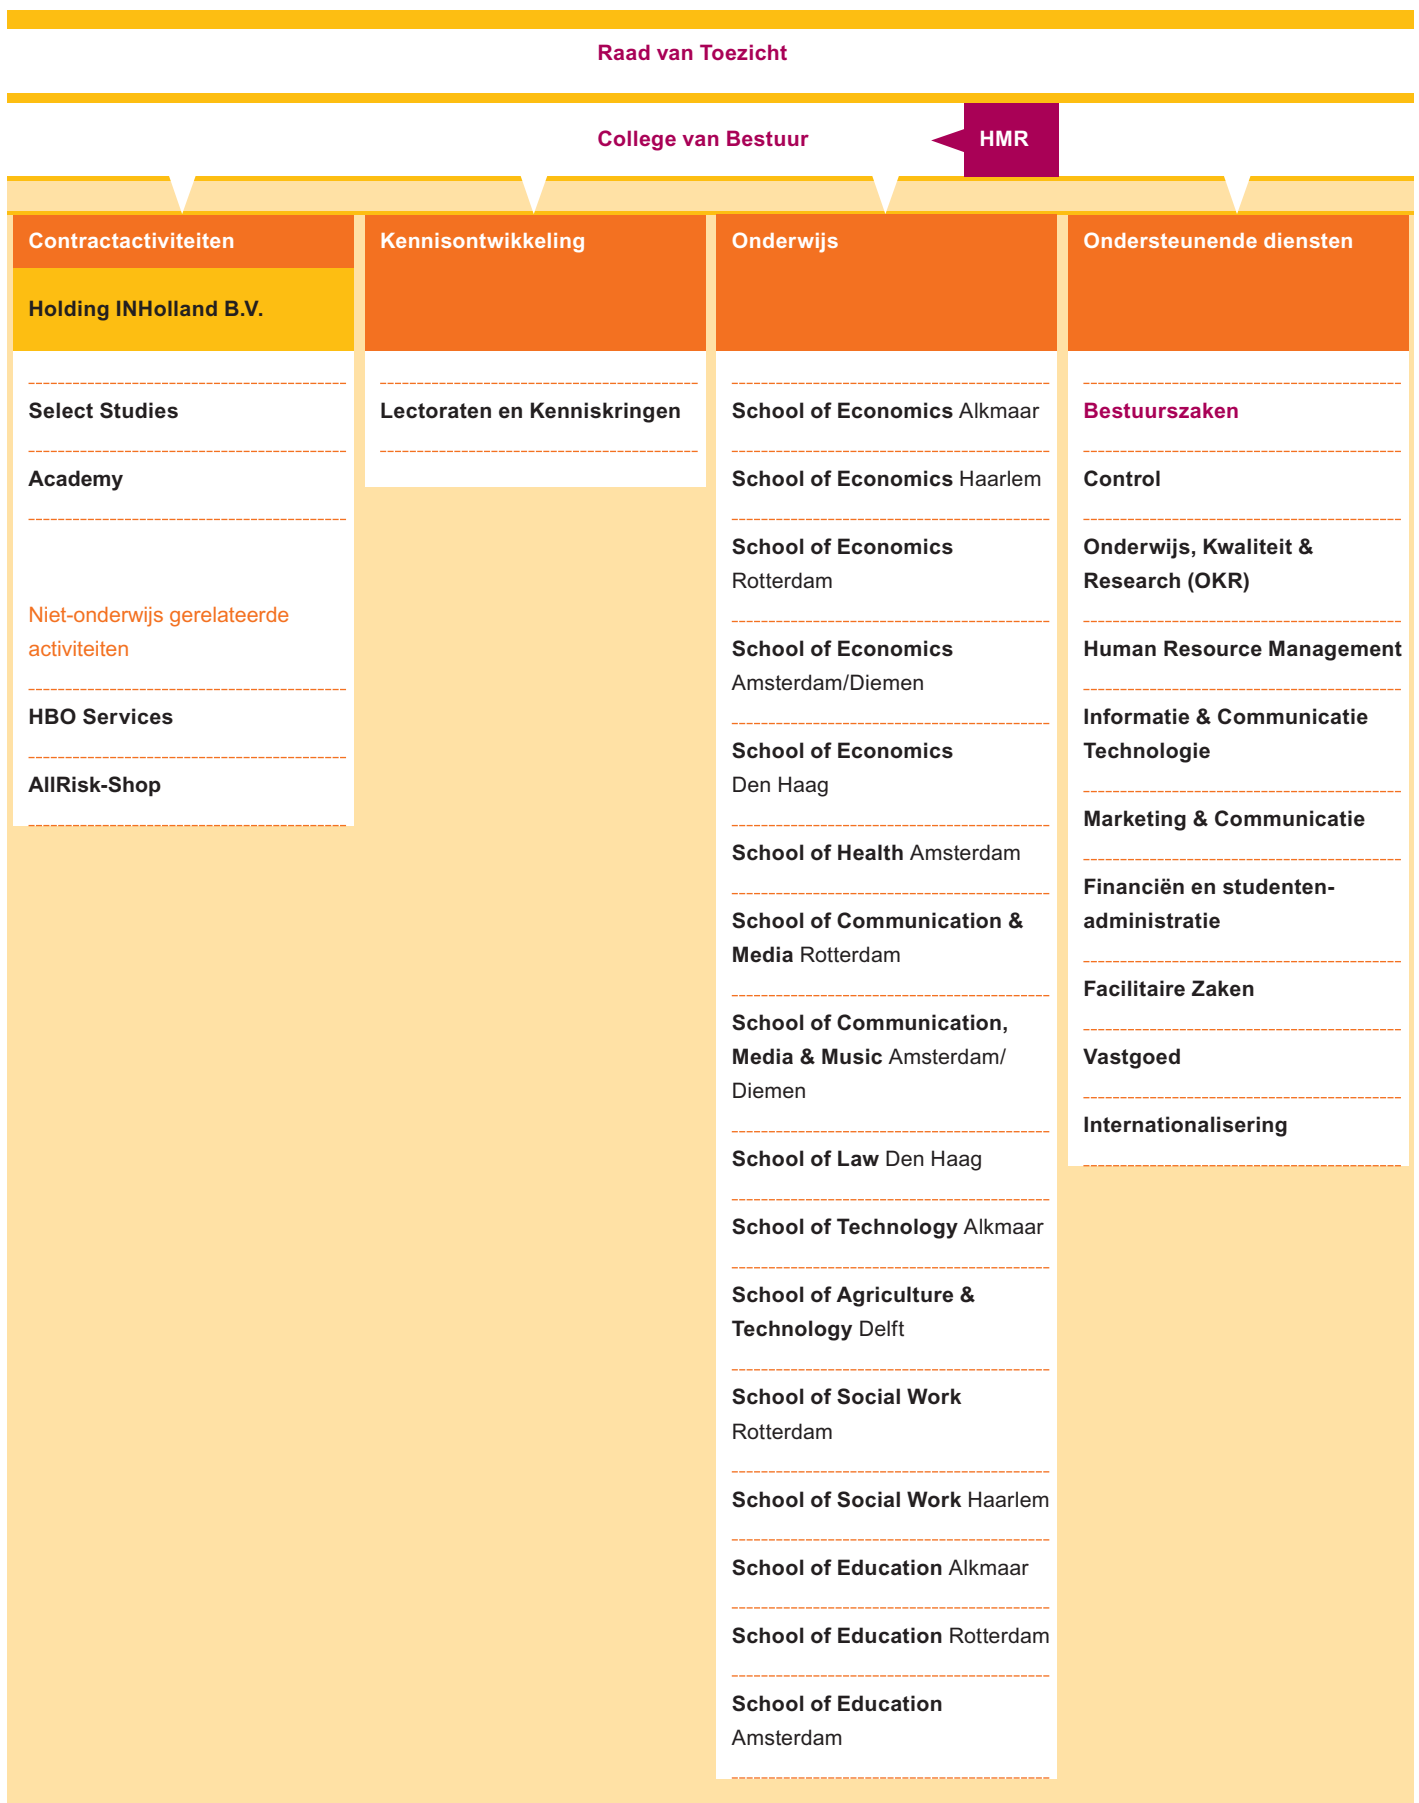 Raad van Toezicht
College van Bestuur
HMR
Contractactiviteiten
Holding INHolland B.V.
Select Studies
Academy
Niet-onderwijs gerelateerde
activiteiten
HBO Services
AllRisk-Shop
Kennisontwikkeling
Lectoraten en Kenniskringen
Onderwijs
School of Economics Alkmaar
School of Economics Haarlem
School of Economics
Rotterdam
School of Economics
Amsterdam/Diemen
School of Economics
Den Haag
School of Health Amsterdam
School of Communication &
Media Rotterdam
School of Communication,
Media & Music Amsterdam/
Diemen
School of Law Den Haag
School of Technology Alkmaar
School of Agriculture &
Technology Delft
School of Social Work
Rotterdam
School of Social Work Haarlem
School of Education Alkmaar
School of Education Rotterdam
School of Education
Amsterdam
Ondersteunende diensten
Bestuurszaken
Control
Onderwijs, Kwaliteit &
Research (OKR)
Human Resource Management
Informatie & Communicatie
Technologie
Marketing & Communicatie
Financiën en studenten-
administratie
Facilitaire Zaken
Vastgoed
Internationalisering